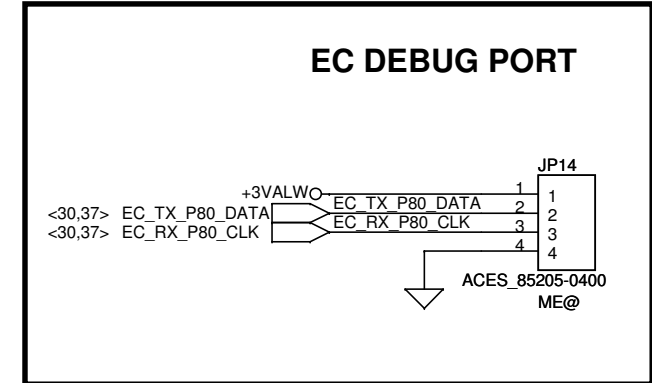 EC DEBUG PORT
JP14
+3VALW 1 1
<30,37> EC_TX_P80_DATA EC_TX_P80_DATA 2 2
<30,37> EC_RX_P80_CLK EC_RX_P80_CLK 3 3
4 4
ACES_85205-0400
ME@